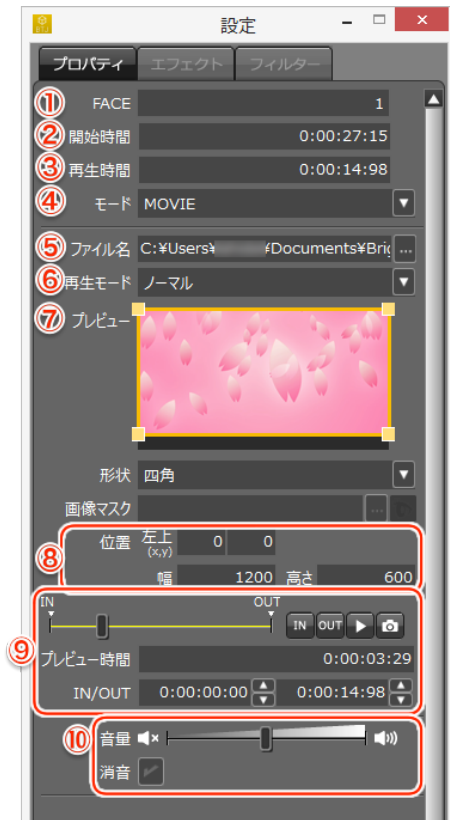 設定
プロパティ エフェクト フィルター
① FACE 1
② 開始時間 0:00:27:15
③ 再生時間 0:00:14:98
④ モード MOVIE
⑤ ファイル名 C:¥Users¥ ¥Documents¥Brig ...
⑥ 再生モード ノーマル
⑦ プレビュー
形状 四角
画像マスク ...
⑧ 位置 左上 (x,y) 0 0
幅 1200 高さ 600
⑨ IN OUT IN OUT
プレビュー時間 0:00:03:29
IN/OUT 0:00:00:00 0:00:14:98
⑩ 音量
消音